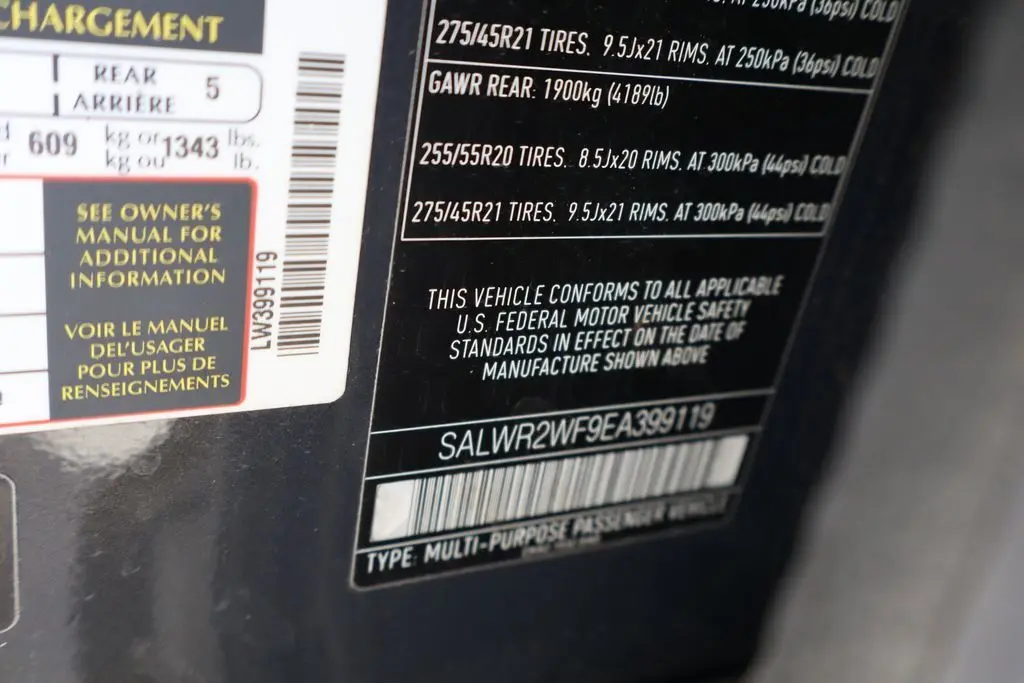 CHARGEMENT
REAR
ARRIÈRE
5
609 kg or 1343 lbs.
kg ou lb.
SEE OWNER'S
MANUAL FOR
ADDITIONAL
INFORMATION
VOIR LE MANUEL
DEL'USAGER
POUR PLUS DE
RENSEIGNEMENTS
LW399119
AT 250kPa (36psi) COLD
275/45R21 TIRES. 9.5Jx21 RIMS. AT 250kPa (36psi) COLD
GAWR REAR: 1900kg (4189lb)
255/55R20 TIRES. 8.5Jx20 RIMS. AT 300kPa (44psi) COLD
275/45R21 TIRES. 9.5Jx21 RIMS. AT 300kPa (44psi) COLD
THIS VEHICLE CONFORMS TO ALL APPLICABLE
U.S. FEDERAL MOTOR VEHICLE SAFETY
STANDARDS IN EFFECT ON THE DATE OF
MANUFACTURE SHOWN ABOVE
SALWR2WF9EA399119
TYPE: MULTI-PURPOSE PASSENGER VEHICLE